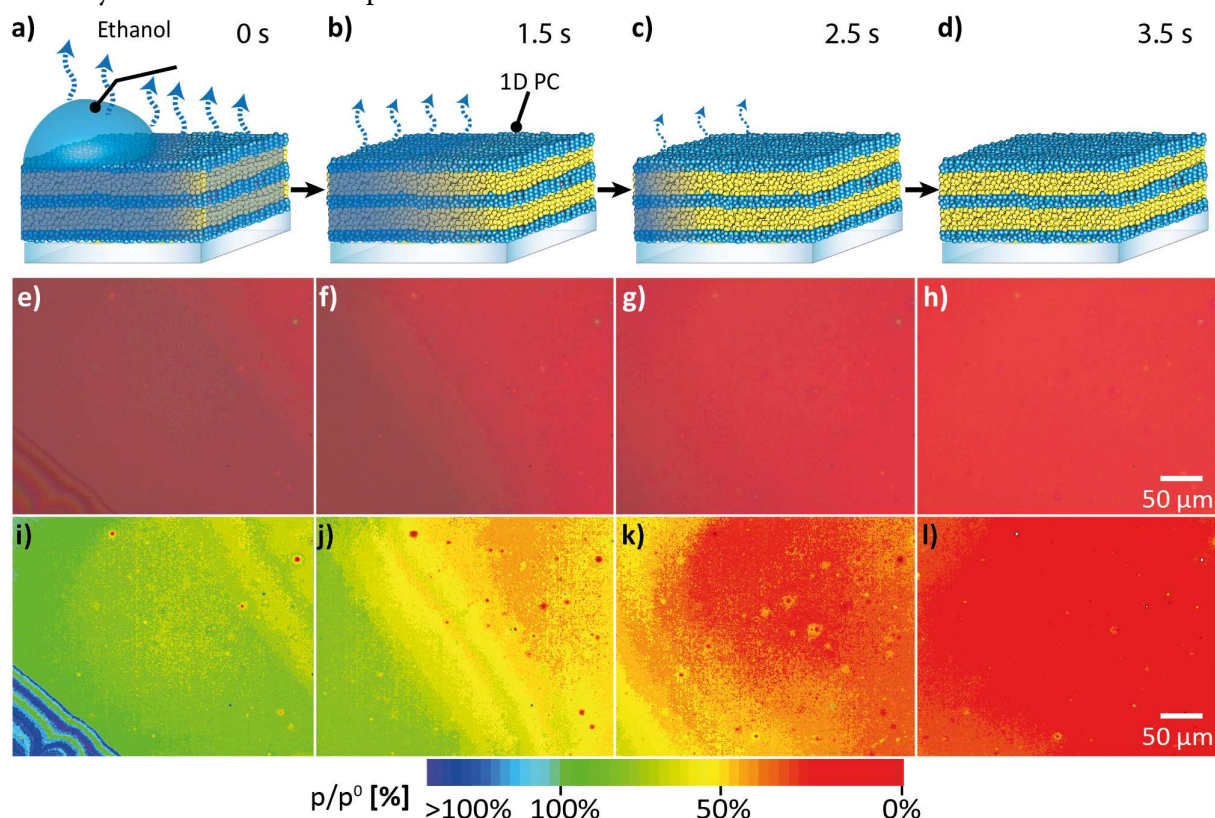 a) Ethanol 0 s b) 1.5 s c) 2.5 s d) 3.5 s
1D PC
e) f) g) h)
50 µm
i) j) k) l)
50 µm
p/p⁰ [%] >100% 100% 50% 0%